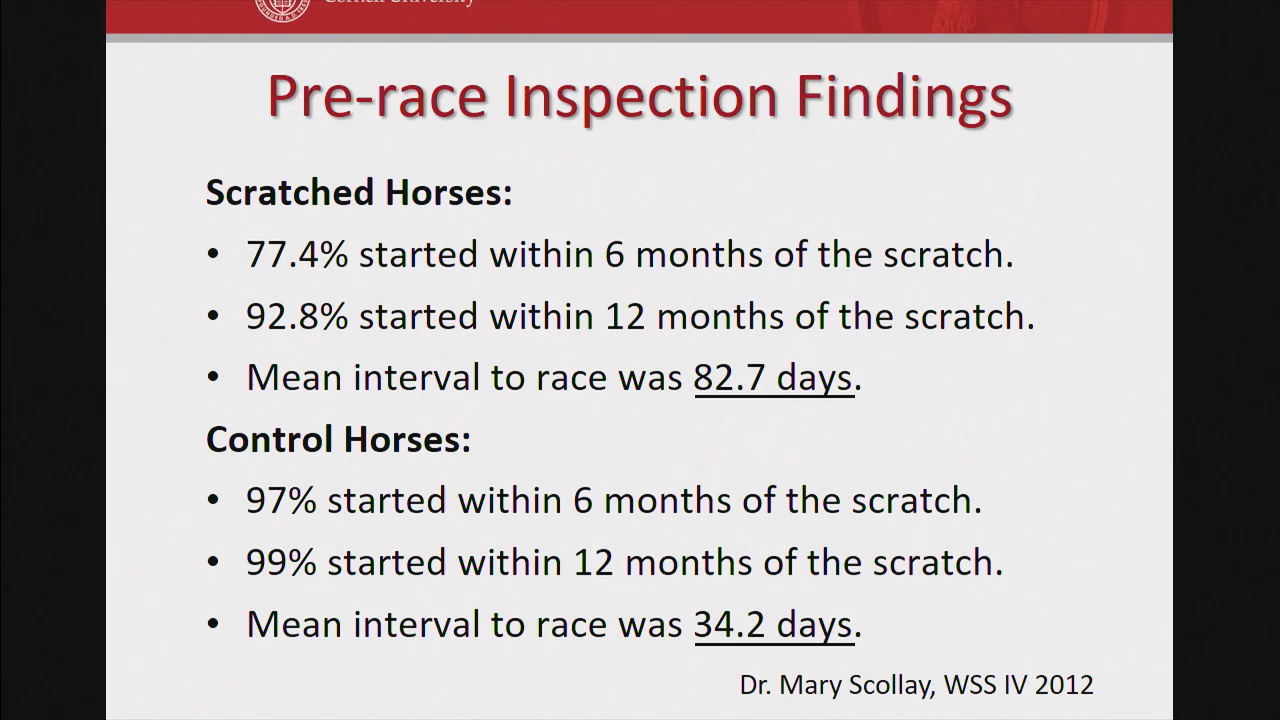 Cornell University
Pre-race Inspection Findings
Scratched Horses:
• 77.4% started within 6 months of the scratch.
• 92.8% started within 12 months of the scratch.
• Mean interval to race was 82.7 days.
Control Horses:
• 97% started within 6 months of the scratch.
• 99% started within 12 months of the scratch.
• Mean interval to race was 34.2 days.
Dr. Mary Scollay, WSS IV 2012